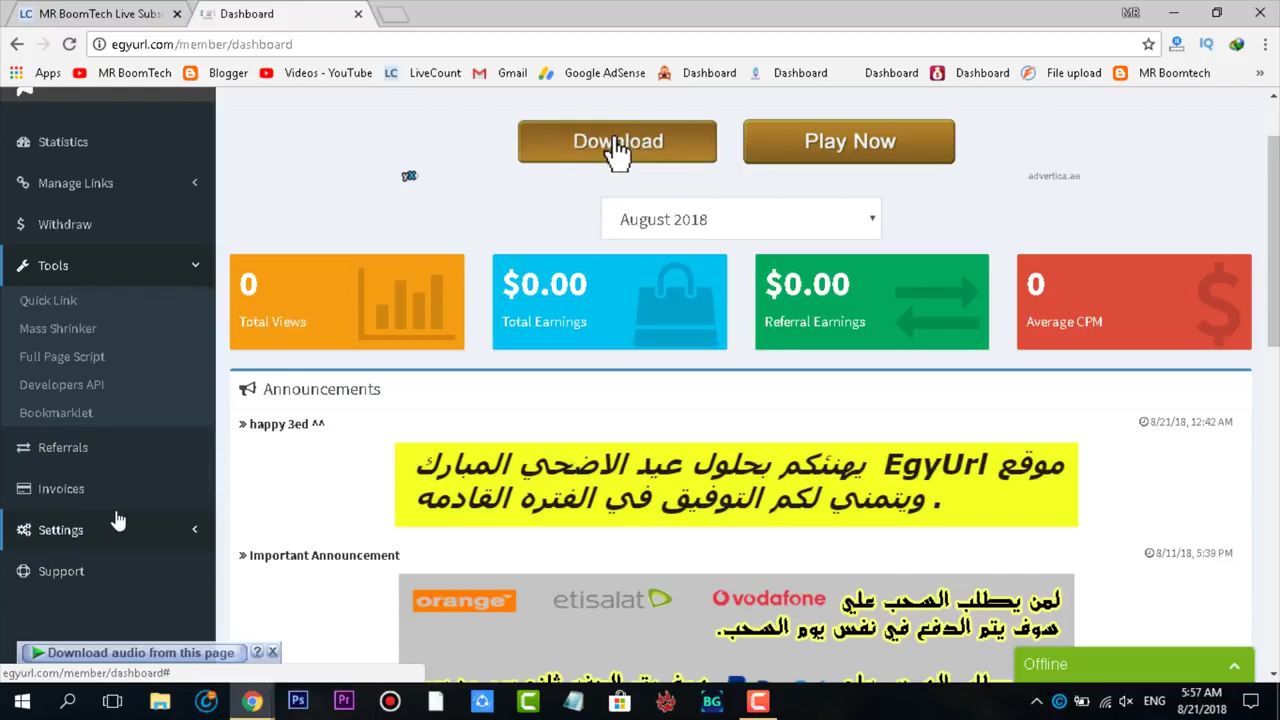 MR BoomTech Live Subs
Dashboard
MR
egyurl.com/member/dashboard
Apps
MR BoomTech
Blogger
Videos - YouTube
LiveCount
Gmail
Google AdSense
Dashboard
Dashboard
Dashboard
Dashboard
File upload
MR Boomtech
»
Download
Play Now
advertica.ae
August 2018
Statistics
Manage Links
Withdraw
Tools
Quick Link
Mass Shrinker
Full Page Script
Developers API
Bookmarklet
Referrals
Invoices
Settings
Support
0
Total Views
$0.00
Total Earnings
$0.00
Referral Earnings
0
Average CPM
Announcements
» happy 3ed ^^
8/21/18, 12:42 AM
موقع EgyUrl يهنئكم بحلول عيد الاضحي المبارك
ويتمني لكم التوفيق في الفتره القادمه .
» Important Announcement
8/11/18, 5:39 PM
orange
etisalat
vodafone
لمن يطلب السحب علي
سوف يتم الدفع في نفس يوم السحب.
Download audio from this page
egyurl.com/member/dashboard#
Offline
ENG
5:57 AM
8/21/2018